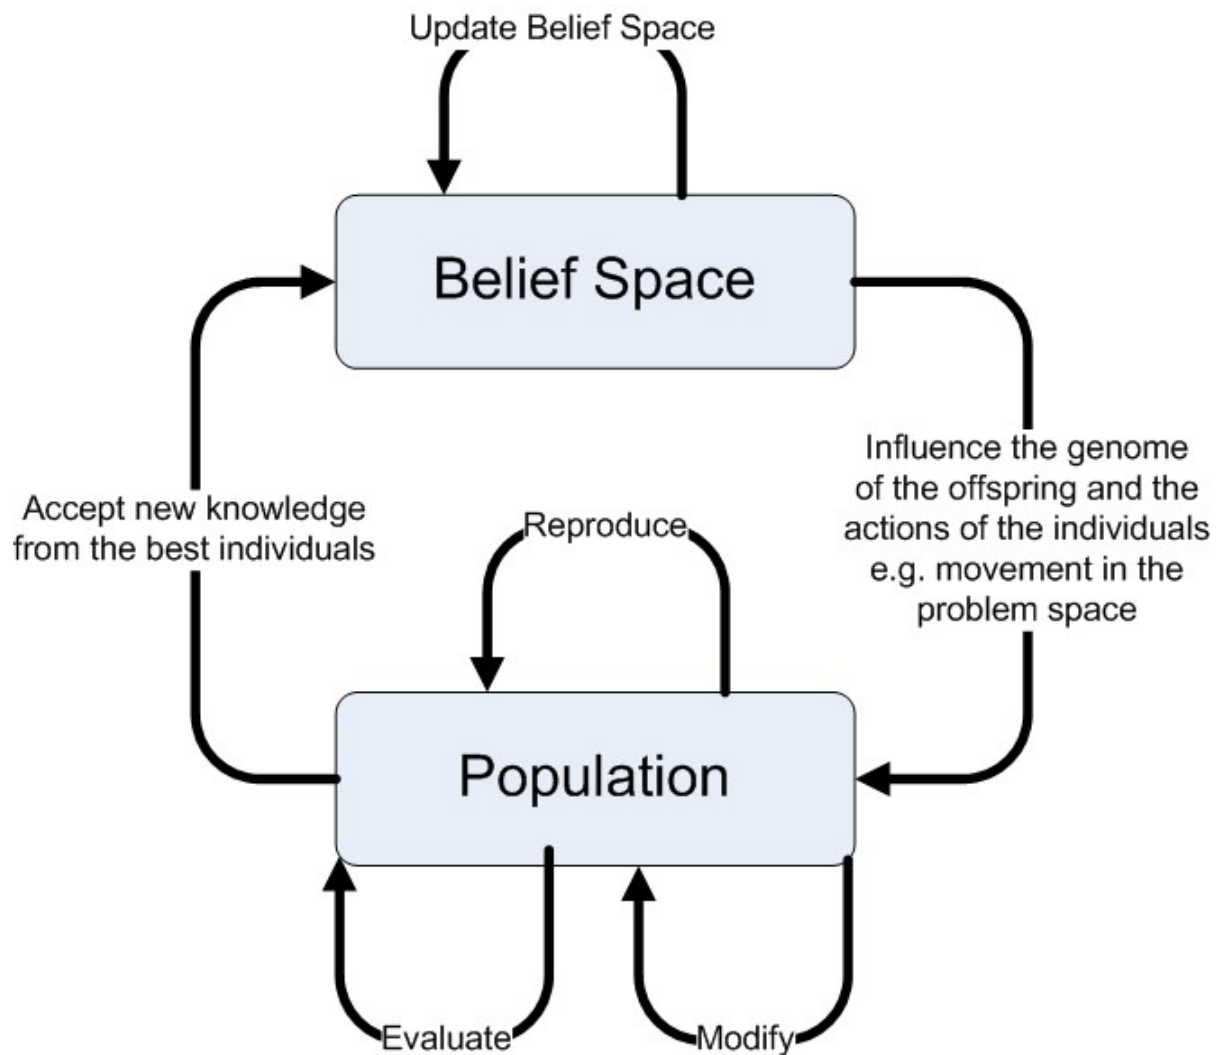 Update Belief Space
Belief Space
Accept new knowledge
from the best individuals
Influence the genome
of the offspring and the
actions of the individuals
e.g. movement in the
problem space
Reproduce
Population
Evaluate
Modify